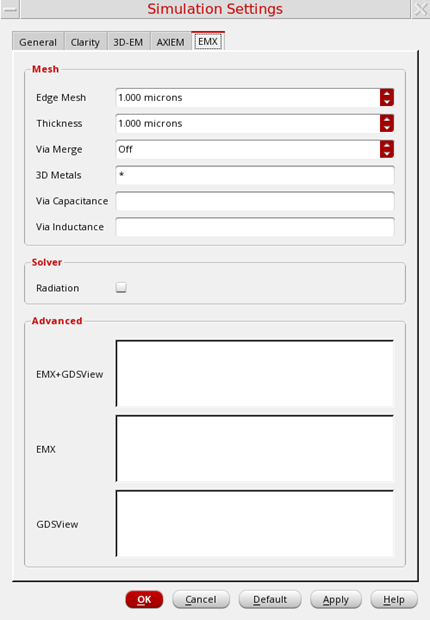 Simulation Settings
General Clarity 3D-EM AXIEM EMX
Mesh
Edge Mesh 1.000 microns
Thickness 1.000 microns
Via Merge Off
3D Metals *
Via Capacitance
Via Inductance
Solver
Radiation
Advanced
EMX+GDSView
EMX
GDSView
OK Cancel Default Apply Help